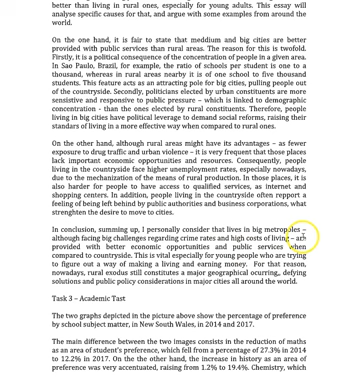 better than living in rural ones, especially for young adults. This essay will
analyse specific causes for that, and argue with some examples from around the
world.
On the one hand, it is fair to state that meddium and big cities are better
provided with public services than rural areas. The reason for this is twofold.
Firstly, it is a political consequence of the concentration of people in a given area.
In Sao Paulo, Brazil, for example, the ratio of schools per student is one to a
thousand, whereas in rural areas nearby it is of one school to five thousand
students. This feature acts as an attracting pole for big cities, pulling people out
of the countryside. Secondly, politicians elected by urban constituents are more
sensistive and responsive to public pressure – which is linked to demographic
concentration - than the ones elected by rural constituents. Therefore, people
living in big cities have political leverage to demand social reforms, raising their
standars of living in a more effective way when compared to rural ones.
On the other hand, although rural areas might have its advantages – as fewer
exposure to drug traffic and urban violence – it is very frequent that those places
lack important economic opportunities and resources. Consequently, people
living in the countryside face higher unemployment rates, especially nowadays,
due to the mechanization of the means of rural production. In those places, it is
also harder for people to have access to qualified services, as internet and
shopping centers. In addition, people living in the countryside often repport a
feeling of being left behind by public authorities and business corporations, what
strenghten the desire to move to cities.
In conclusion, summing up, I personally consider that lives in big metropoles –
although facing big challenges regarding crime rates and high costs of living – are
provided with better economic opportunities and public services when
compared to countryside. This is vital especially for young people who are trying
to figure out a way of making a living and earning money. For that reason,
nowadays, rural exodus still constitutes a major geographical ocurring,, defying
solutions and public policy considerations in major cities all around the world.
Task 3 – Academic Tast
The two graphs depicted in the picture above show the percentage of preference
by school subject matter, in New South Wales, in 2014 and 2017.
The main difference between the two images consists in the reduction of maths
as an area of student's preference, which fell from a percentage of 27.3% in 2014
to 12.2% in 2017. On the other hand, the increase in history as an area of
preference was very accentuated, raising from 1.2% to 19.4%. Chemistry, which